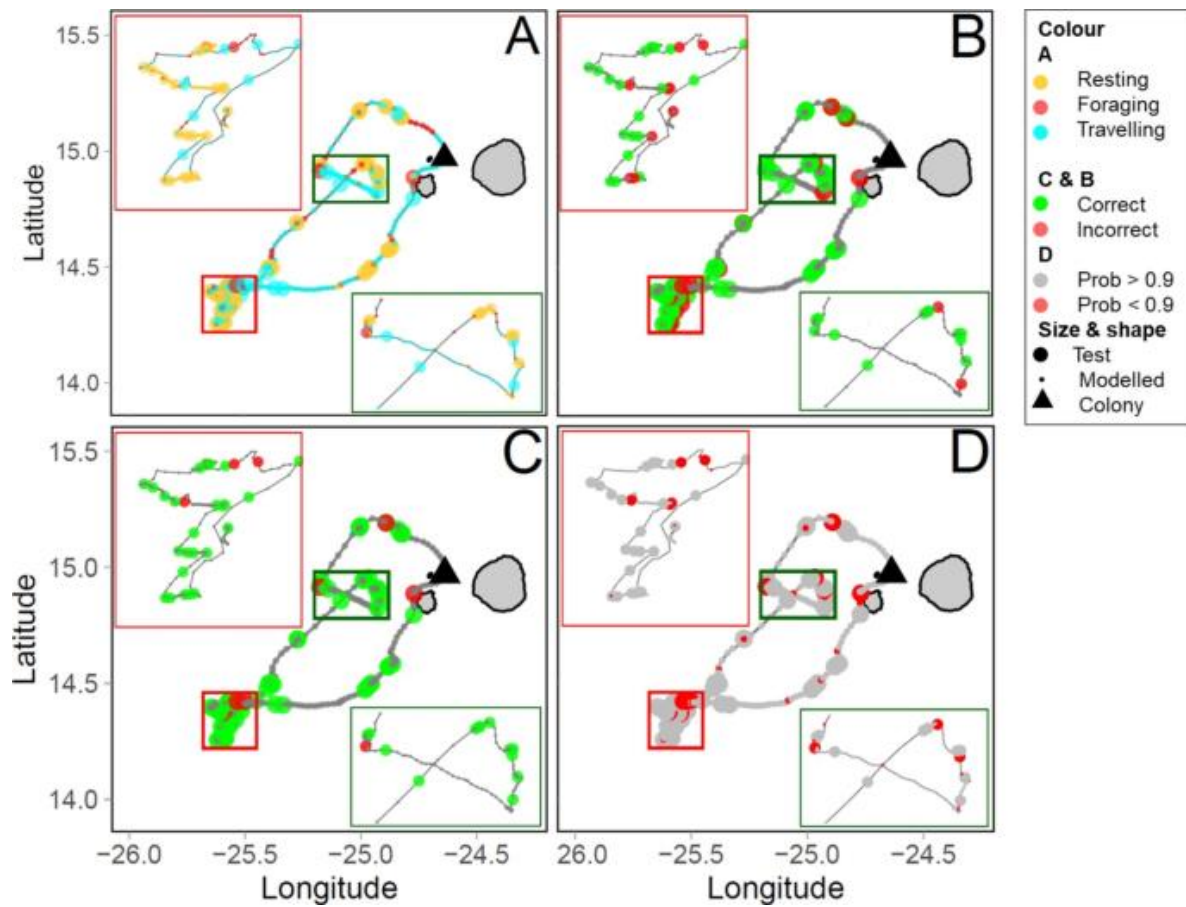 A
B
C
D
Latitude
15.5
15.0
14.5
14.0
Latitude
15.5
15.0
14.5
14.0
−26.0 −25.5 −25.0 −24.5
−26.0 −25.5 −25.0 −24.5
Longitude
Longitude
Colour
A
Resting
Foraging
Travelling
C & B
Correct
Incorrect
D
Prob > 0.9
Prob < 0.9
Size & shape
Test
Modelled
Colony